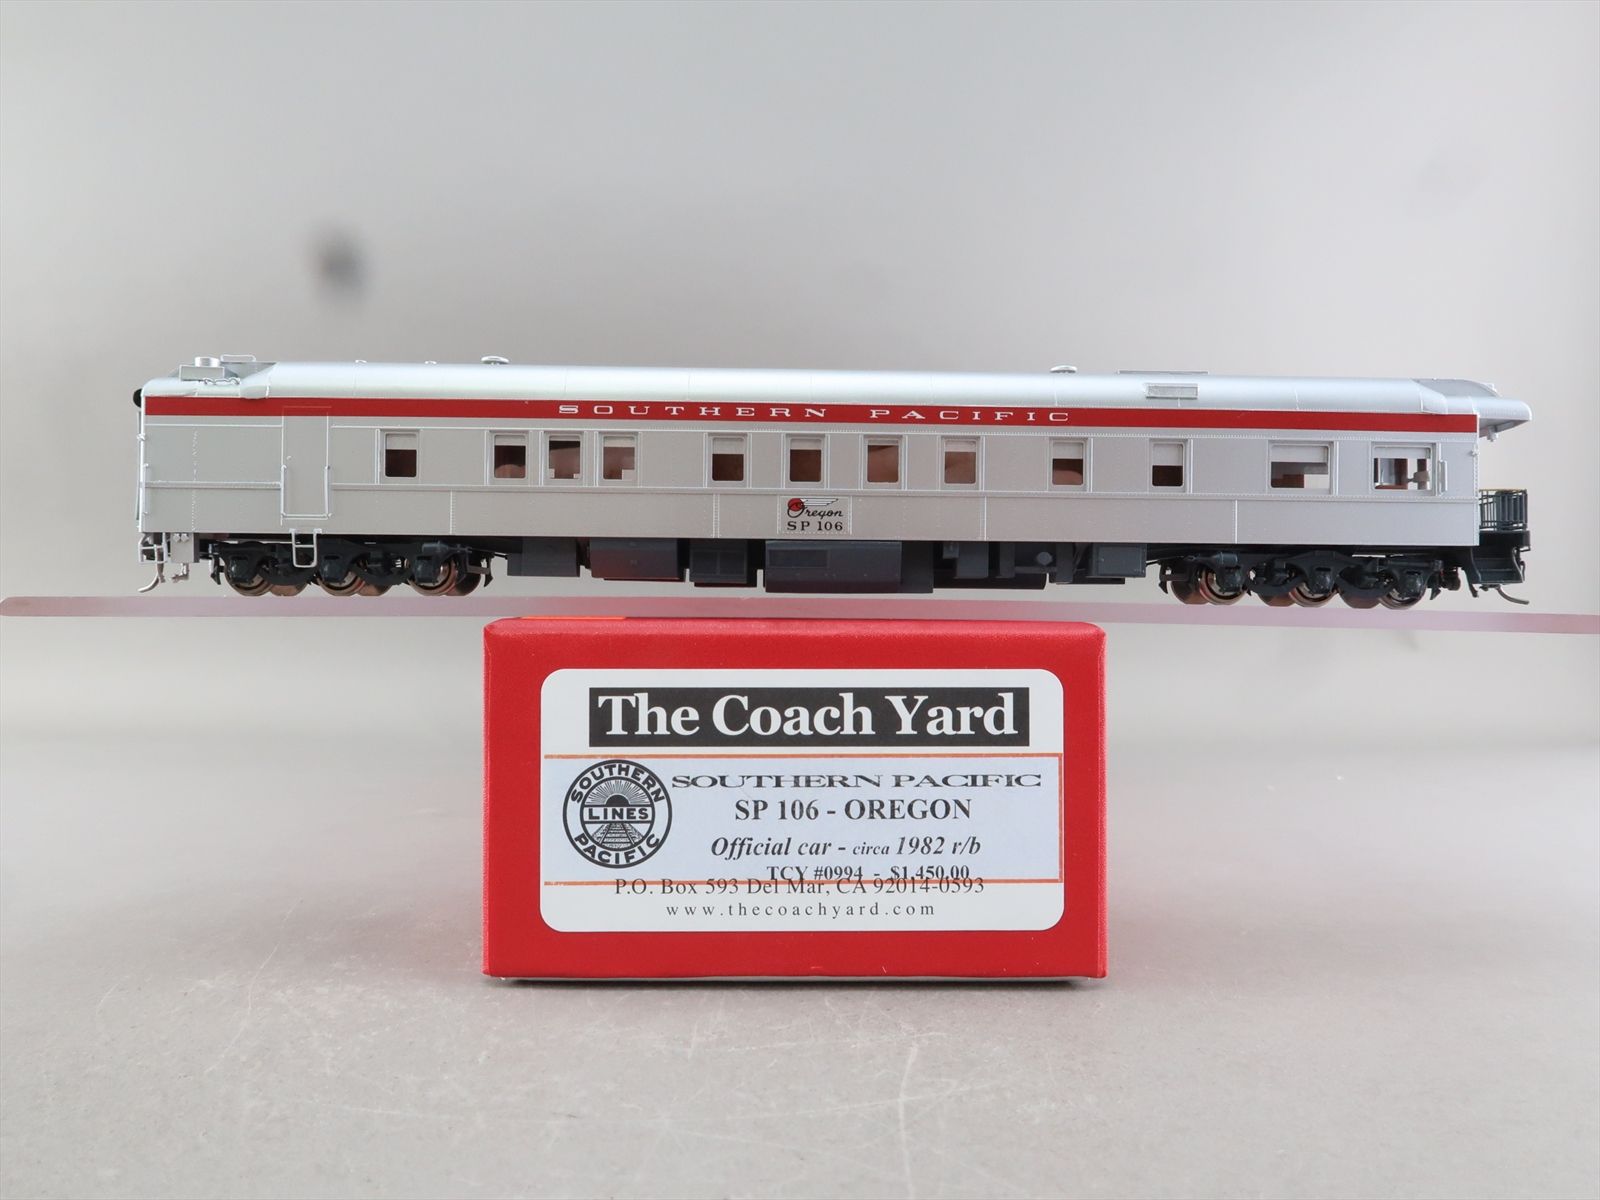 SOUTHERN PACIFIC
Oregon
SP 106
The Coach Yard
SOUTHERN PACIFIC LINES
SOUTHERN PACIFIC
SP 106 - OREGON
Official car - circa 1982 r/b
TCY #0994 - $1,450.00
P.O. Box 593 Del Mar, CA 92014-0593
www.thecoachyard.com